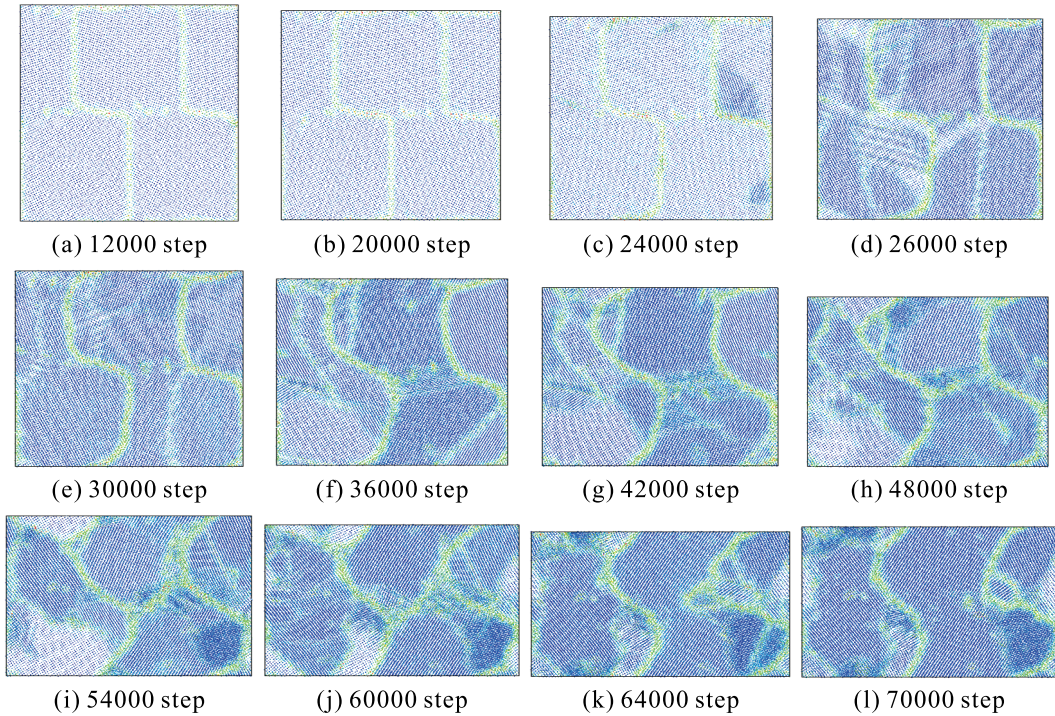 (a) 12000 step
(b) 20000 step
(c) 24000 step
(d) 26000 step
(e) 30000 step
(f) 36000 step
(g) 42000 step
(h) 48000 step
(i) 54000 step
(j) 60000 step
(k) 64000 step
(l) 70000 step